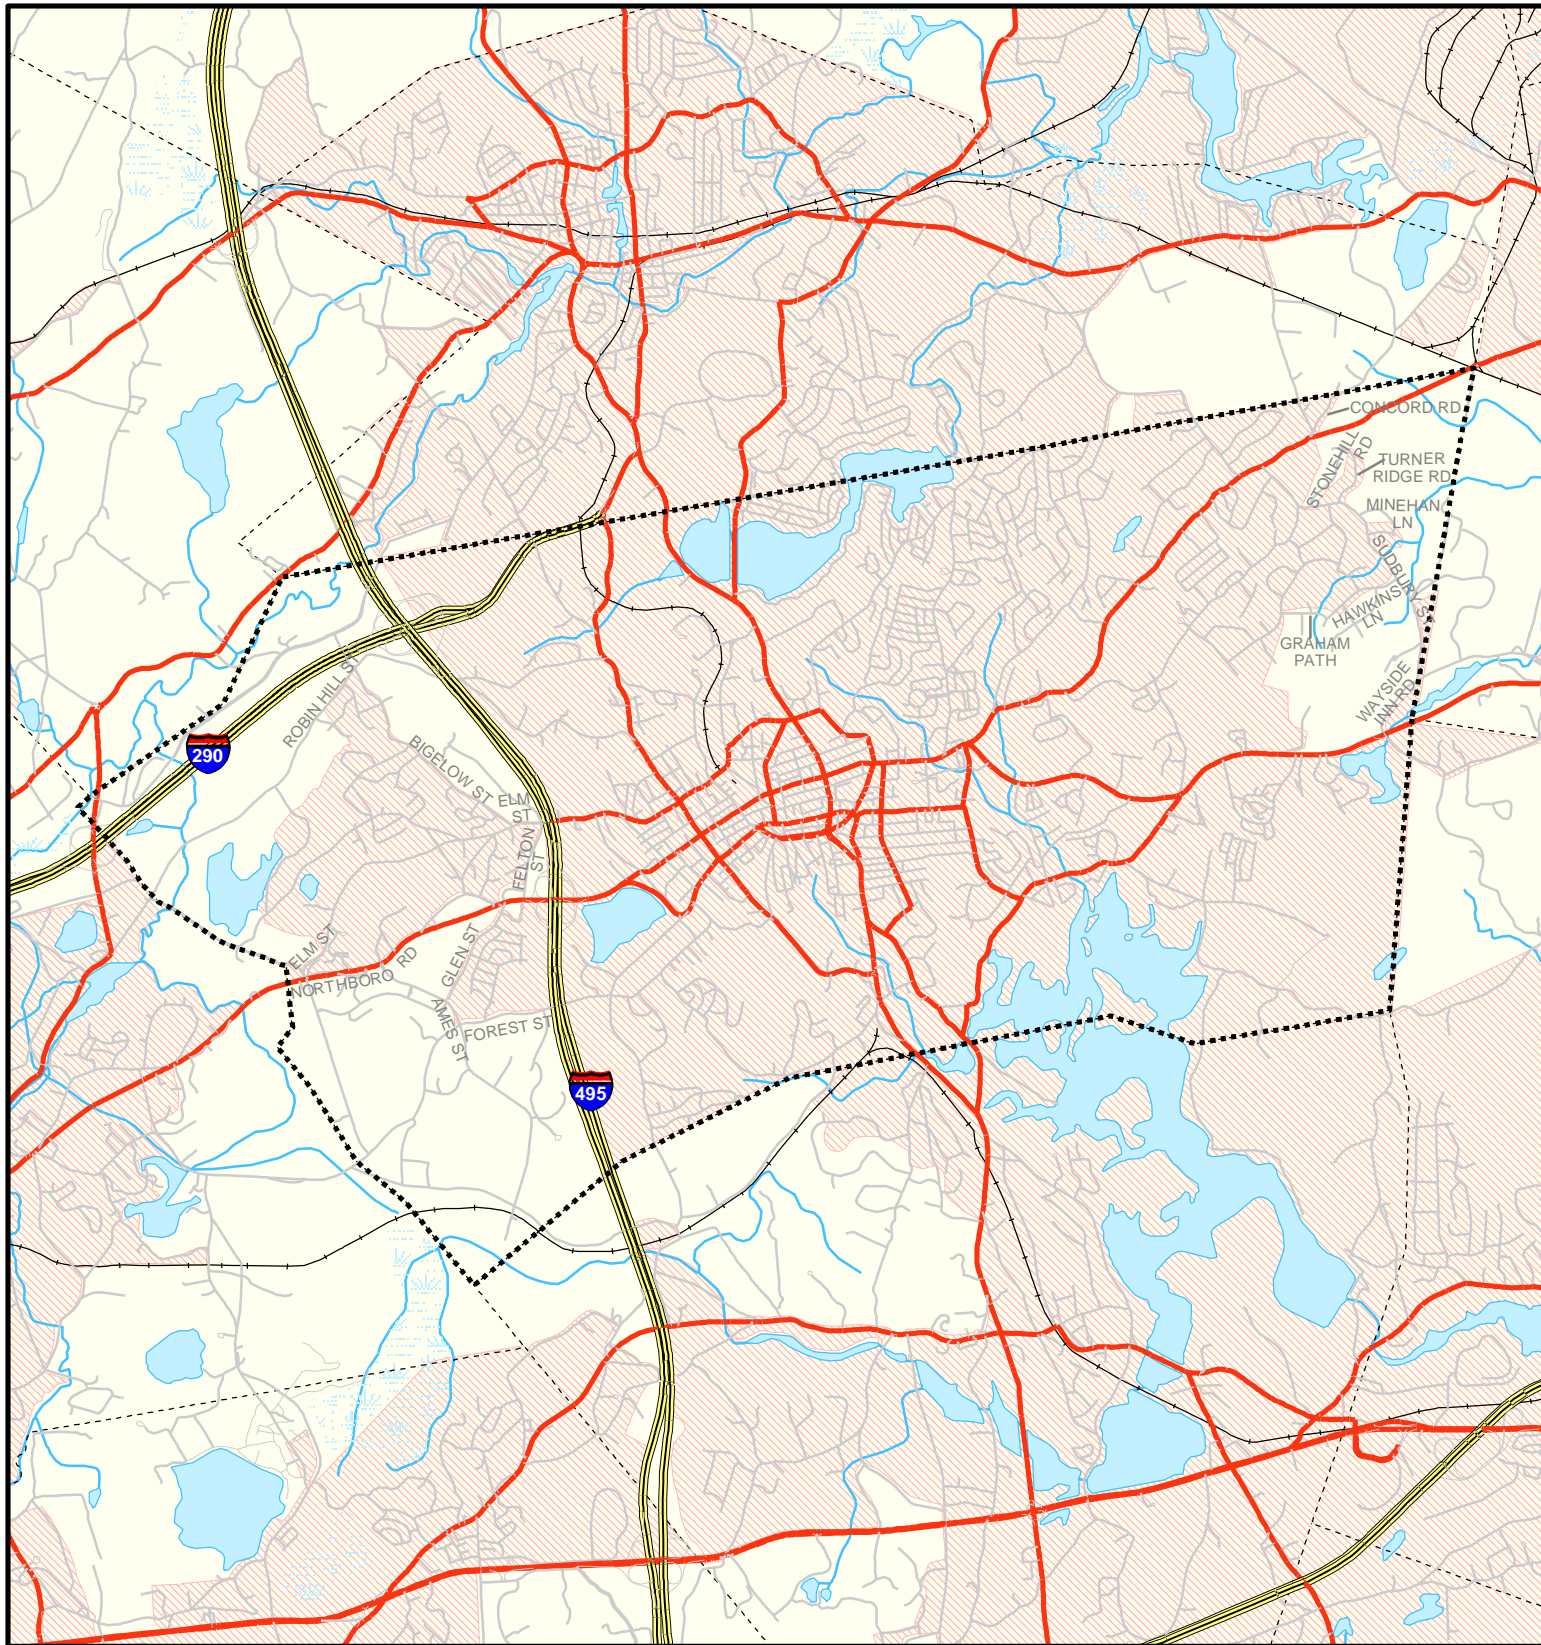 CONCORD RD
STONEHILL
RD
TURNER
RIDGE RD
MINEHAN
LN
SUDBURY ST
HAWKINS
LN
GRAHAM
PATH
WAYSIDE
INN RD
ROBIN HILL ST
290
BIGELOW ST
ELM
ST
FELTON
ST
ELM ST
GLEN ST
NORTHBORO RD
AMES ST
FOREST ST
495